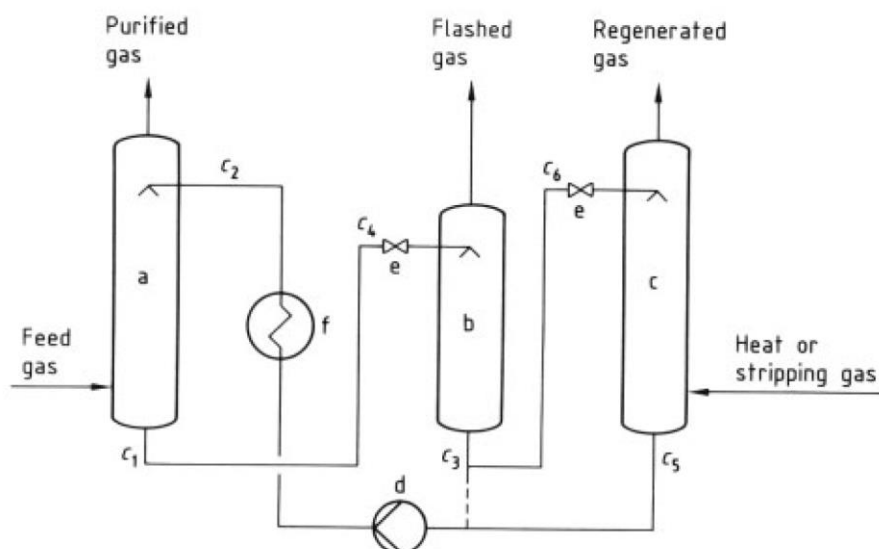 Purified
gas
Flashed
gas
Regenerated
gas
c₂
c₆
e
c₄
e
a
b
c
f
Feed
gas
Heat or
stripping gas
c₁
c₃
c₅
d